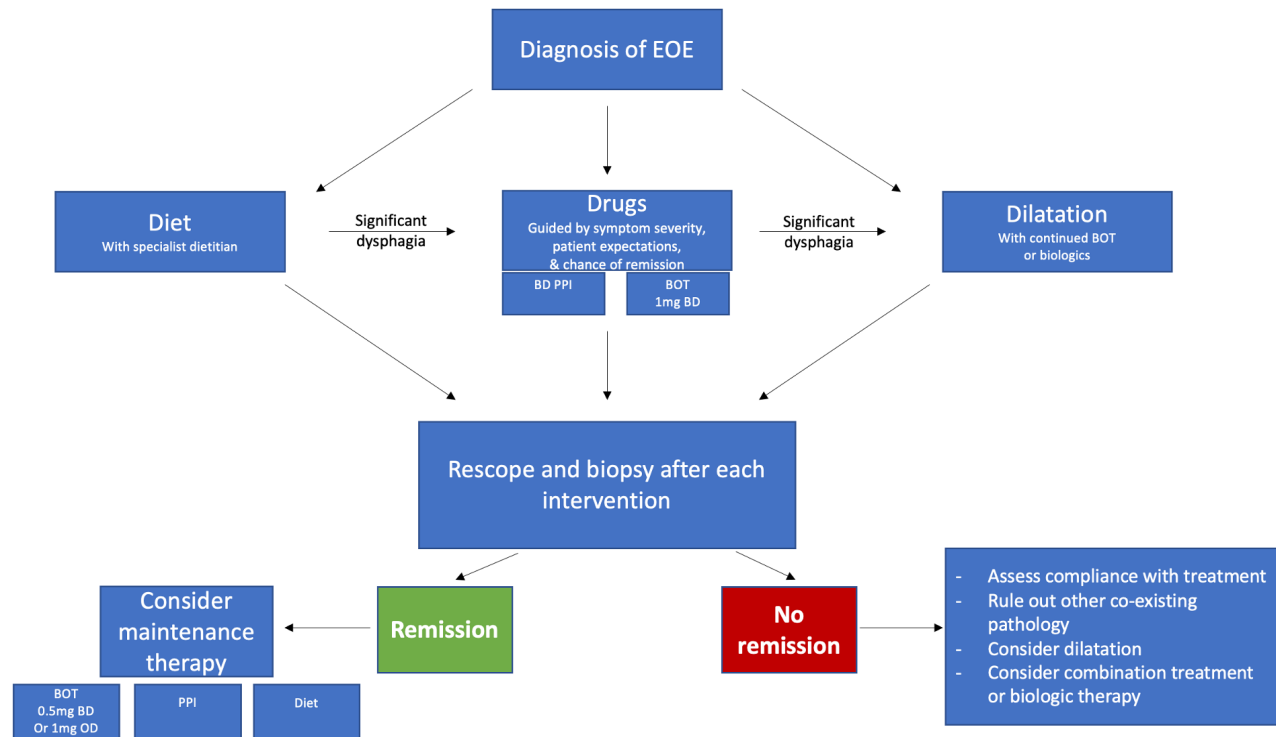 Diagnosis of EOE
Diet
With specialist dietitian
Significant
dysphagia
Drugs
Guided by symptom severity,
patient expectations,
& chance of remission
BD PPI
BOT
1mg BD
Significant
dysphagia
Dilatation
With continued BOT
or biologics
Rescope and biopsy after each
intervention
Consider
maintenance
therapy
BOT
0.5mg BD
Or 1mg OD
PPI
Diet
Remission
No
remission
- Assess compliance with treatment
- Rule out other co-existing
pathology
- Consider dilatation
- Consider combination treatment
or biologic therapy